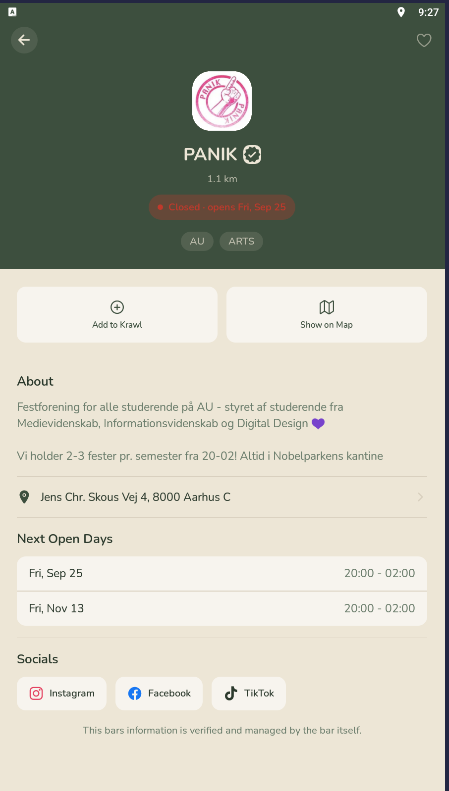 A
9:27
PANIK
PANIK
PANIK
1.1 km
Closed · opens Fri, Sep 25
AU
ARTS
Add to Krawl
Show on Map
About
Festforening for alle studerende på AU - styret af studerende fra
Medievidenskab, Informationsvidenskab og Digital Design 💜
Vi holder 2-3 fester pr. semester fra 20-02! Altid i Nobelparkens kantine
Jens Chr. Skous Vej 4, 8000 Aarhus C
Next Open Days
Fri, Sep 25 20:00 - 02:00
Fri, Nov 13 20:00 - 02:00
Socials
Instagram Facebook TikTok
This bars information is verified and managed by the bar itself.